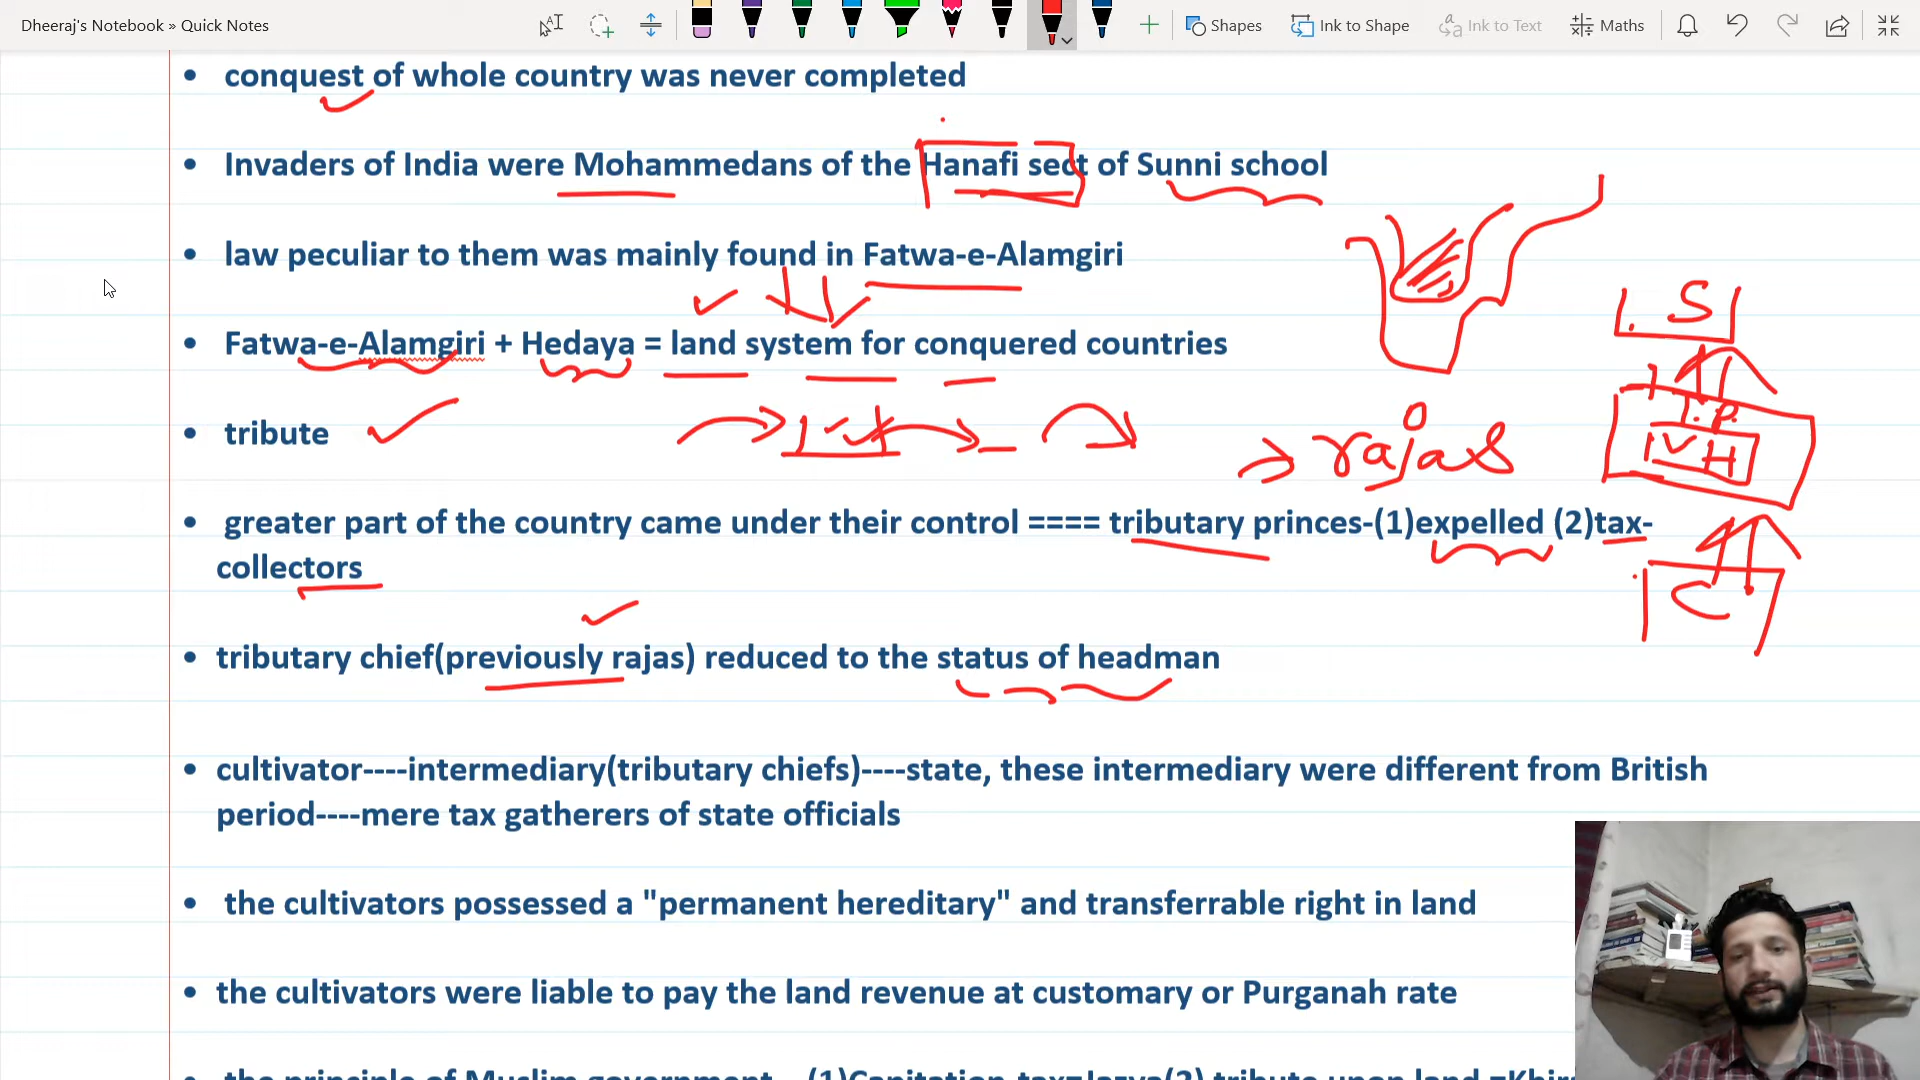 Dheeraj's Notebook » Quick Notes
Shapes
Ink to Shape
Ink to Text
Maths
• conquest of whole country was never completed
• Invaders of India were Mohammedans of the Hanafi sect of Sunni school
• law peculiar to them was mainly found in Fatwa-e-Alamgiri
• Fatwa-e-Alamgiri + Hedaya = land system for conquered countries
• tribute
rajas
S
T.P.
VH
C
• greater part of the country came under their control ==== tributary princes-(1)expelled (2)tax-
collectors
• tributary chief(previously rajas) reduced to the status of headman
• cultivator----intermediary(tributary chiefs)----state, these intermediary were different from British
period----mere tax gatherers of state officials
• the cultivators possessed a "permanent hereditary" and transferrable right in land
• the cultivators were liable to pay the land revenue at customary or Purganah rate
the principle of Muslim government